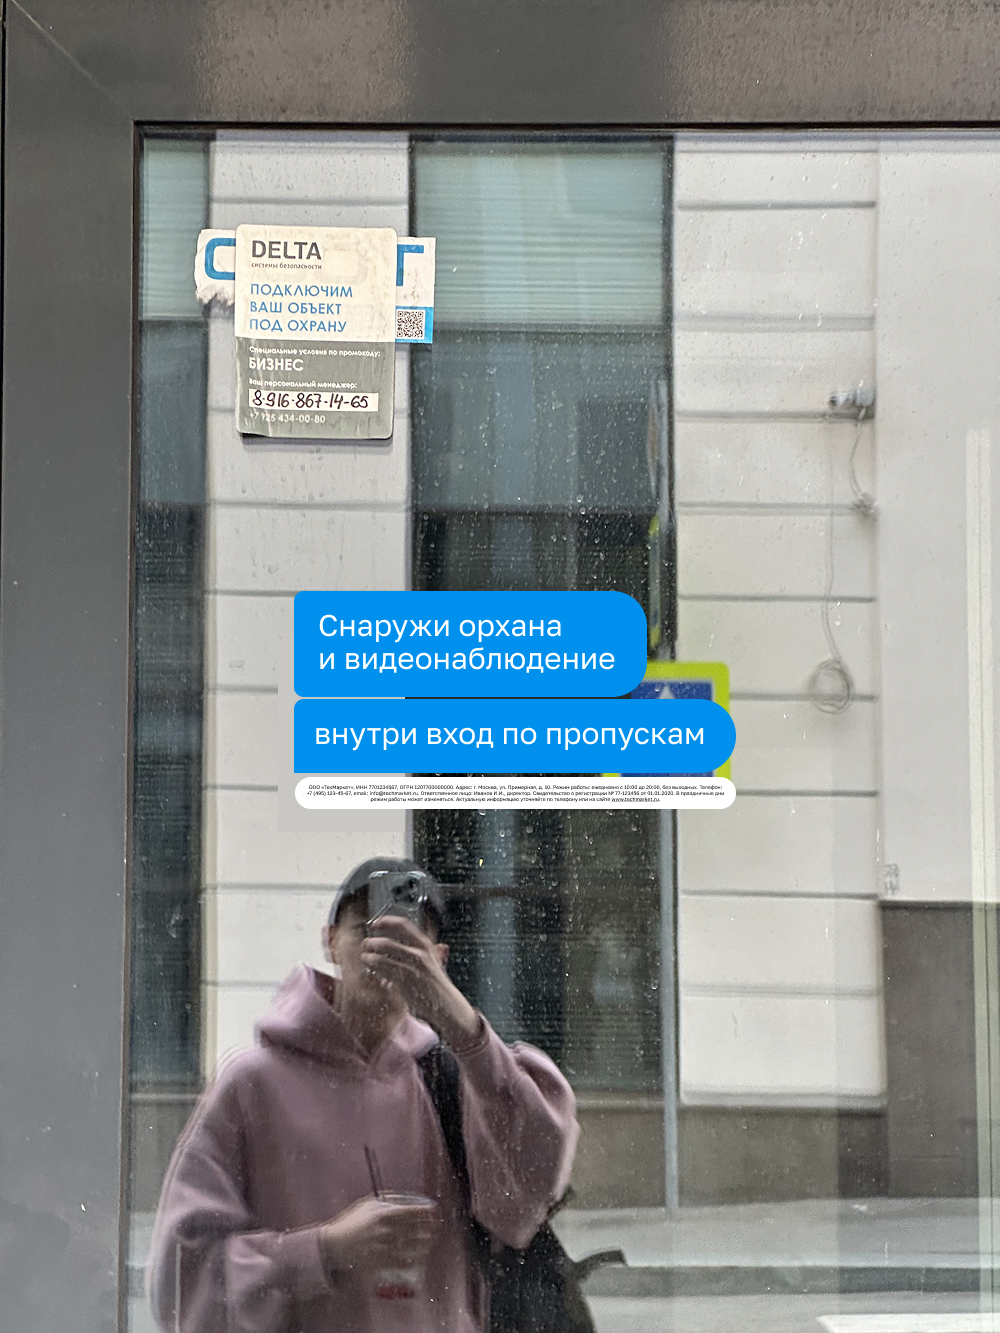 DELTA
системы безопасности
ПОДКЛЮЧИМ
ВАШ ОБЪЕКТ
ПОД ОХРАНУ
Специальные условия по промокоду:
БИЗНЕС
Ваш персональный менеджер:
8-916-867-14-65
+7 925 434-00-80
Снаружи орхана
и видеонаблюдение
внутри вход по пропускам
ООО «ТехМаркет», ИНН 7701234567, ОГРН 1207700000000. Адрес: г. Москва, ул. Примерная, д. 10. Режим работы: ежедневно с 10:00 до 20:00, без выходных. Телефон:
+7 (495) 123-45-67, email: info@techmarket.ru. Ответственное лицо: Иванов И.И., директор. Свидетельство о регистрации № 77-123456 от 01.01.2020. В праздничные дни
режим работы может изменяться. Актуальную информацию уточняйте по телефону или на сайте www.techmarket.ru.